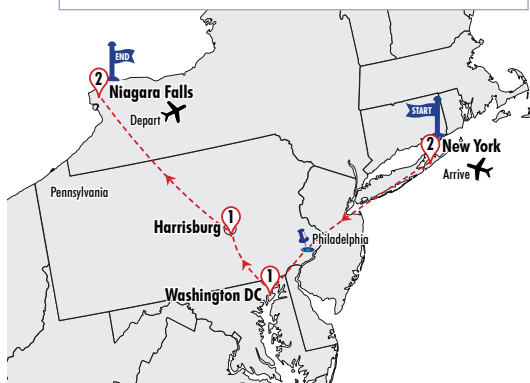 END
2
Niagara Falls
Depart
START
2
New York
Arrive
Pennsylvania
1
Harrisburg
Philadelphia
1
Washington DC